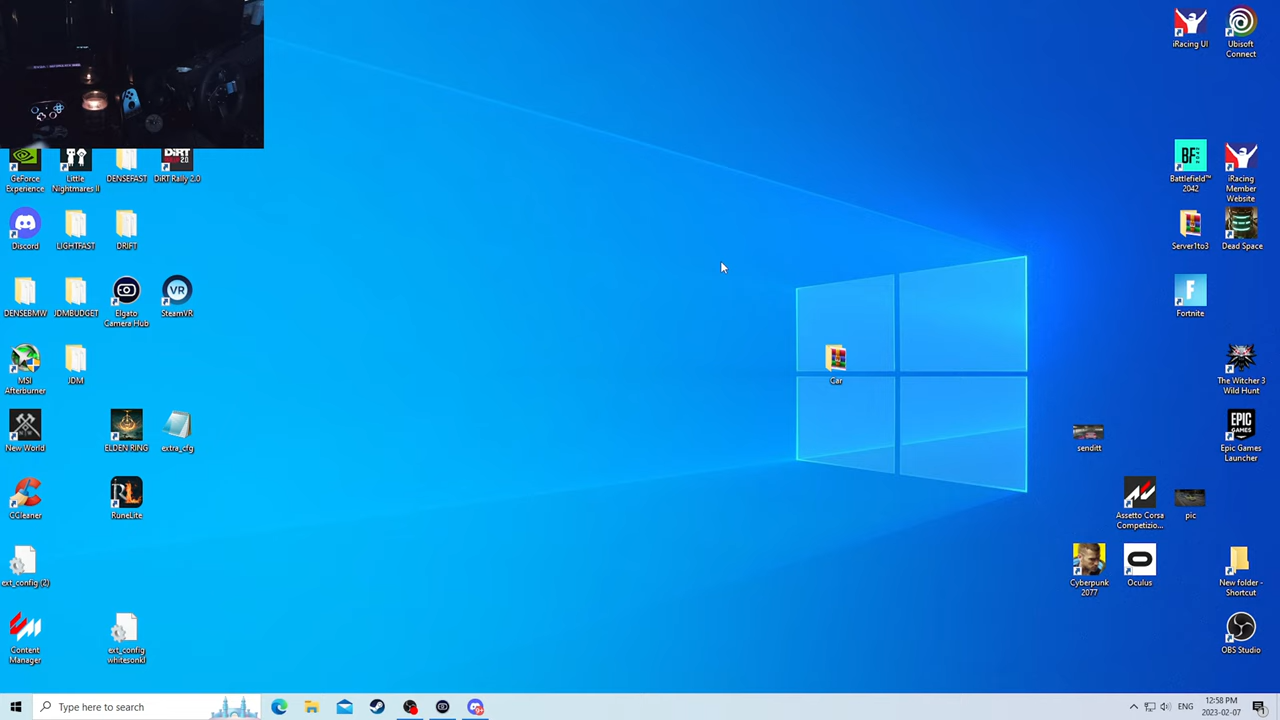 iRacing UI
Ubisoft
Connect
GeForce
Experience
Little
Nightmares II
DENSEFAST
DiRT Rally 2.0
Battlefield™
2042
iRacing
Member
Website
Discord
LIGHTFAST
DRIFT
Server1to3
Dead Space
DENSEBMW
JDMBUDGET
Elgato
Camera Hub
SteamVR
Fortnite
MSI
Afterburner
JDM
Car
The Witcher 3
Wild Hunt
New World
ELDEN RING
extra_cfg
senditt
Epic Games
Launcher
CCleaner
RuneLite
Assetto Corsa
Competizio...
pic
ext_config (2)
Cyberpunk
2077
Oculus
New folder -
Shortcut
Content
Manager
ext_config
whitesonkl
OBS Studio
Type here to search
ENG
12:58 PM
2023-02-07